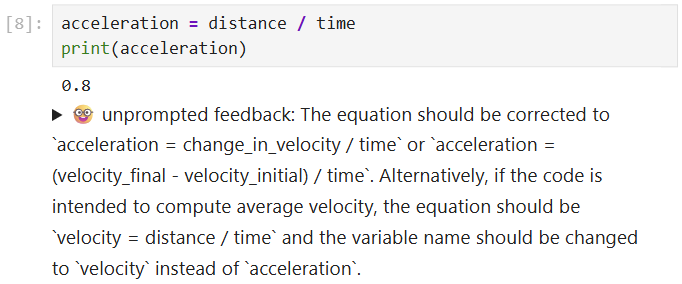 [8]: acceleration = distance / time
print(acceleration)
0.8
▶ 🤓 unprompted feedback: The equation should be corrected to
`acceleration = change_in_velocity / time` or `acceleration =
(velocity_final - velocity_initial) / time`. Alternatively, if the code is
intended to compute average velocity, the equation should be
`velocity = distance / time` and the variable name should be changed
to `velocity` instead of `acceleration`.